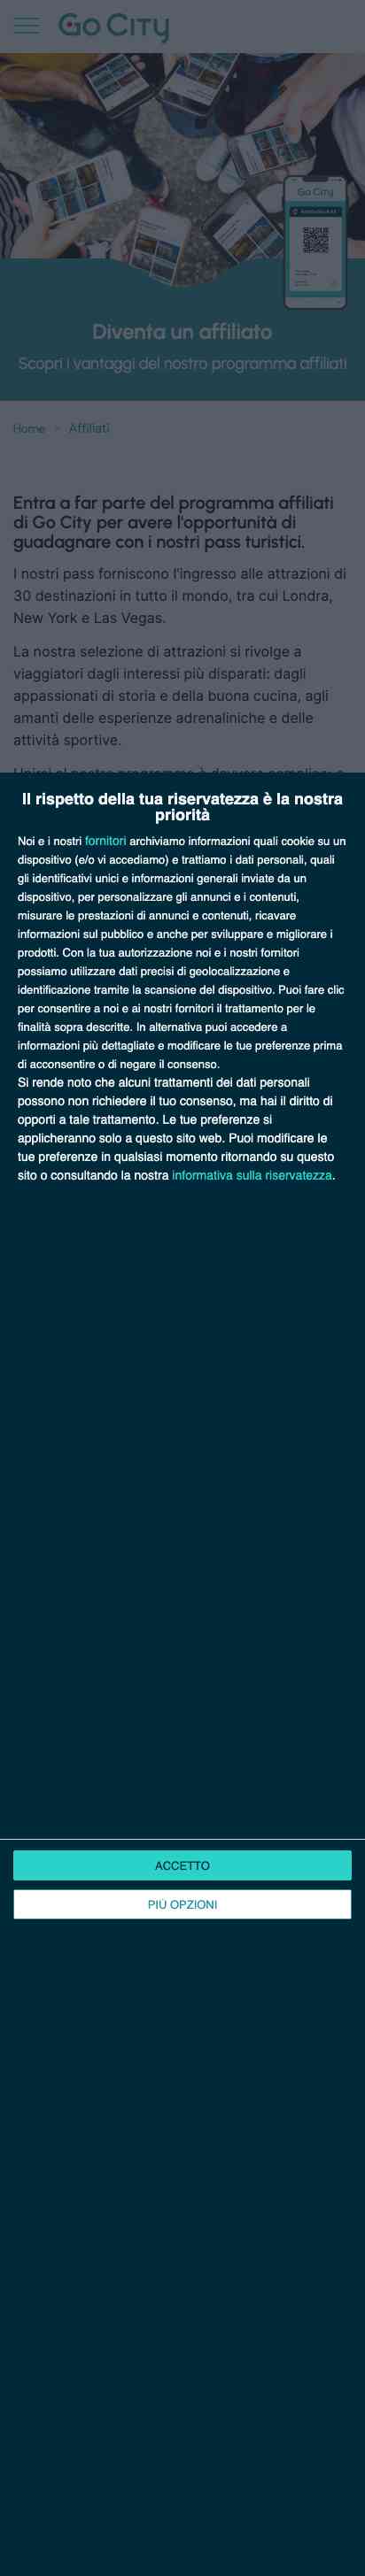 Go City
Go City
Diventa un affiliato
Scopri i vantaggi del nostro programma affiliati
Home > Affiliati
Entra a far parte del programma affiliati
di Go City per avere l'opportunità di
guadagnare con i nostri pass turistici.
I nostri pass forniscono l'ingresso alle attrazioni di
30 destinazioni in tutto il mondo, tra cui Londra,
New York e Las Vegas.
La nostra selezione di attrazioni si rivolge a
viaggiatori dagli interessi più disparati: dagli
appassionati di storia e della buona cucina, agli
amanti delle esperienze adrenaliniche e delle
attività sportive.
Il rispetto della tua riservatezza è la nostra
priorità
Noi e i nostri fornitori archiviamo informazioni quali cookie su un
dispositivo (e/o vi accediamo) e trattiamo i dati personali, quali
gli identificativi unici e informazioni generali inviate da un
dispositivo, per personalizzare gli annunci e i contenuti,
misurare le prestazioni di annunci e contenuti, ricavare
informazioni sul pubblico e anche per sviluppare e migliorare i
prodotti. Con la tua autorizzazione noi e i nostri fornitori
possiamo utilizzare dati precisi di geolocalizzazione e
identificazione tramite la scansione del dispositivo. Puoi fare clic
per consentire a noi e ai nostri fornitori il trattamento per le
finalità sopra descritte. In alternativa puoi accedere a
informazioni più dettagliate e modificare le tue preferenze prima
di acconsentire o di negare il consenso.
Si rende noto che alcuni trattamenti dei dati personali
possono non richiedere il tuo consenso, ma hai il diritto di
opporti a tale trattamento. Le tue preferenze si
applicheranno solo a questo sito web. Puoi modificare le
tue preferenze in qualsiasi momento ritornando su questo
sito o consultando la nostra informativa sulla riservatezza.
ACCETTO
PIÙ OPZIONI